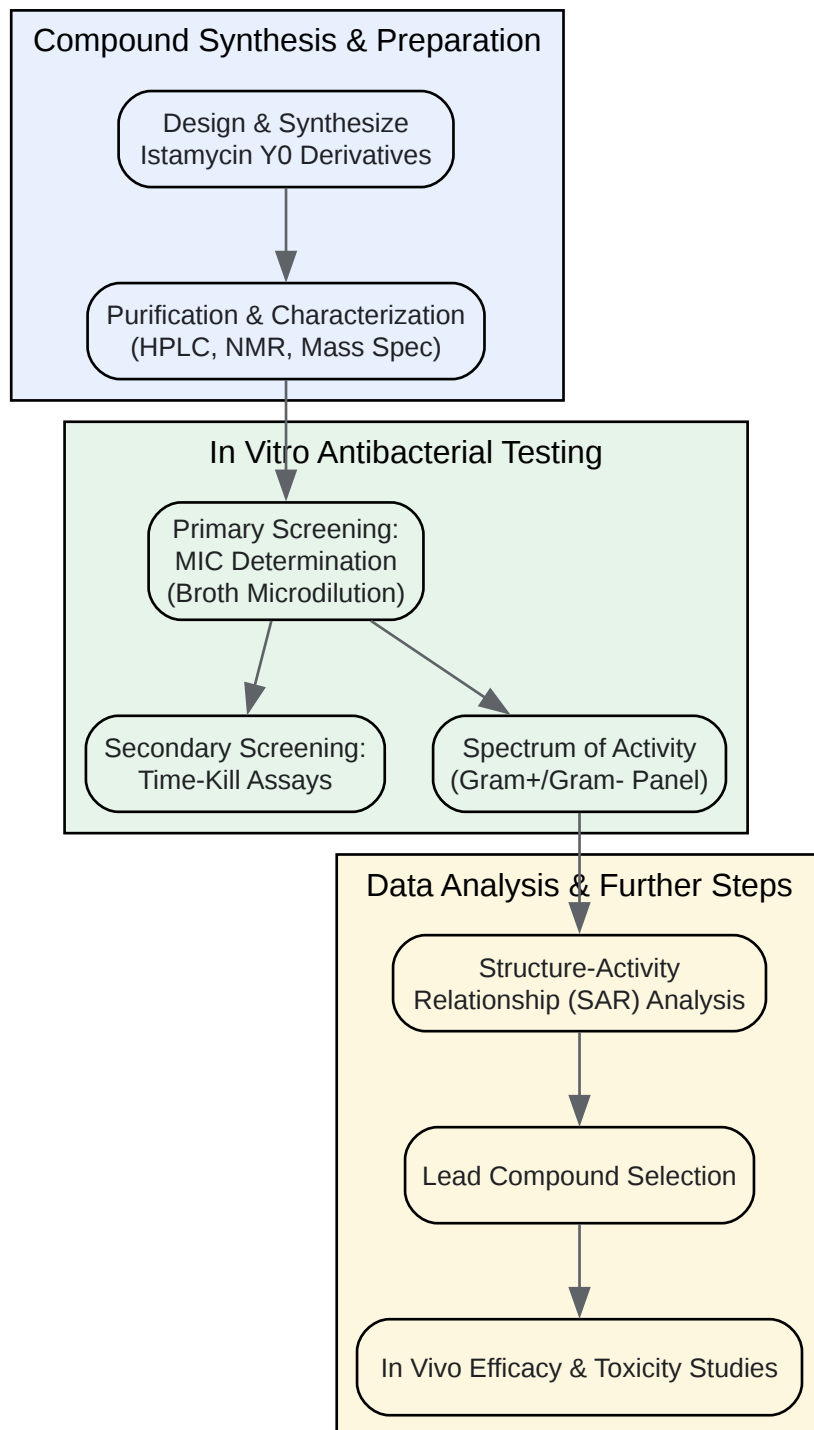 Compound Synthesis & Preparation
Design & Synthesize
Istamycin Y0 Derivatives
Purification & Characterization
(HPLC, NMR, Mass Spec)
In Vitro Antibacterial Testing
Primary Screening:
MIC Determination
(Broth Microdilution)
Secondary Screening:
Time-Kill Assays
Spectrum of Activity
(Gram+/Gram- Panel)
Data Analysis & Further Steps
Structure-Activity
Relationship (SAR) Analysis
Lead Compound Selection
In Vivo Efficacy & Toxicity Studies